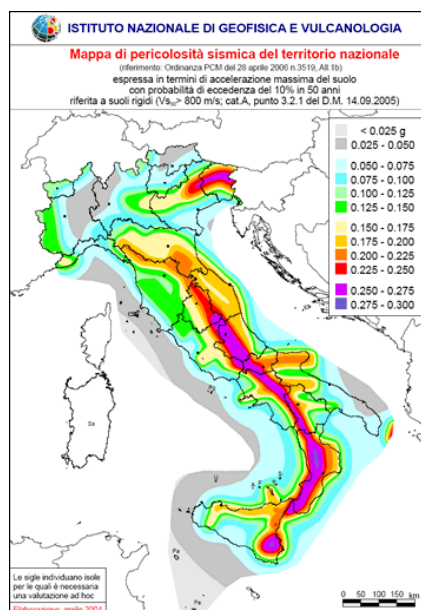 ISTITUTO NAZIONALE DI GEOFISICA E VULCANOLOGIA
Mappa di pericolosità sismica del territorio nazionale
(riferimento: Ordinanza PCM del 28 aprile 2006 n.3519, All.1b)
espressa in termini di accelerazione massima del suolo
con probabilità di eccedenza del 10% in 50 anni
riferita a suoli rigidi (Vs₃₀> 800 m/s; cat.A, punto 3.2.1 del D.M. 14.09.2005)
< 0.025 g
0.025 - 0.050
0.050 - 0.075
0.075 - 0.100
0.100 - 0.125
0.125 - 0.150
0.150 - 0.175
0.175 - 0.200
0.200 - 0.225
0.225 - 0.250
0.250 - 0.275
0.275 - 0.300
Sa
U
Pa
Pe
Le sigle individuano isole
per le quali è necessaria
una valutazione ad hoc
Elaborazione: aprile 2004
0 50 100 150
km